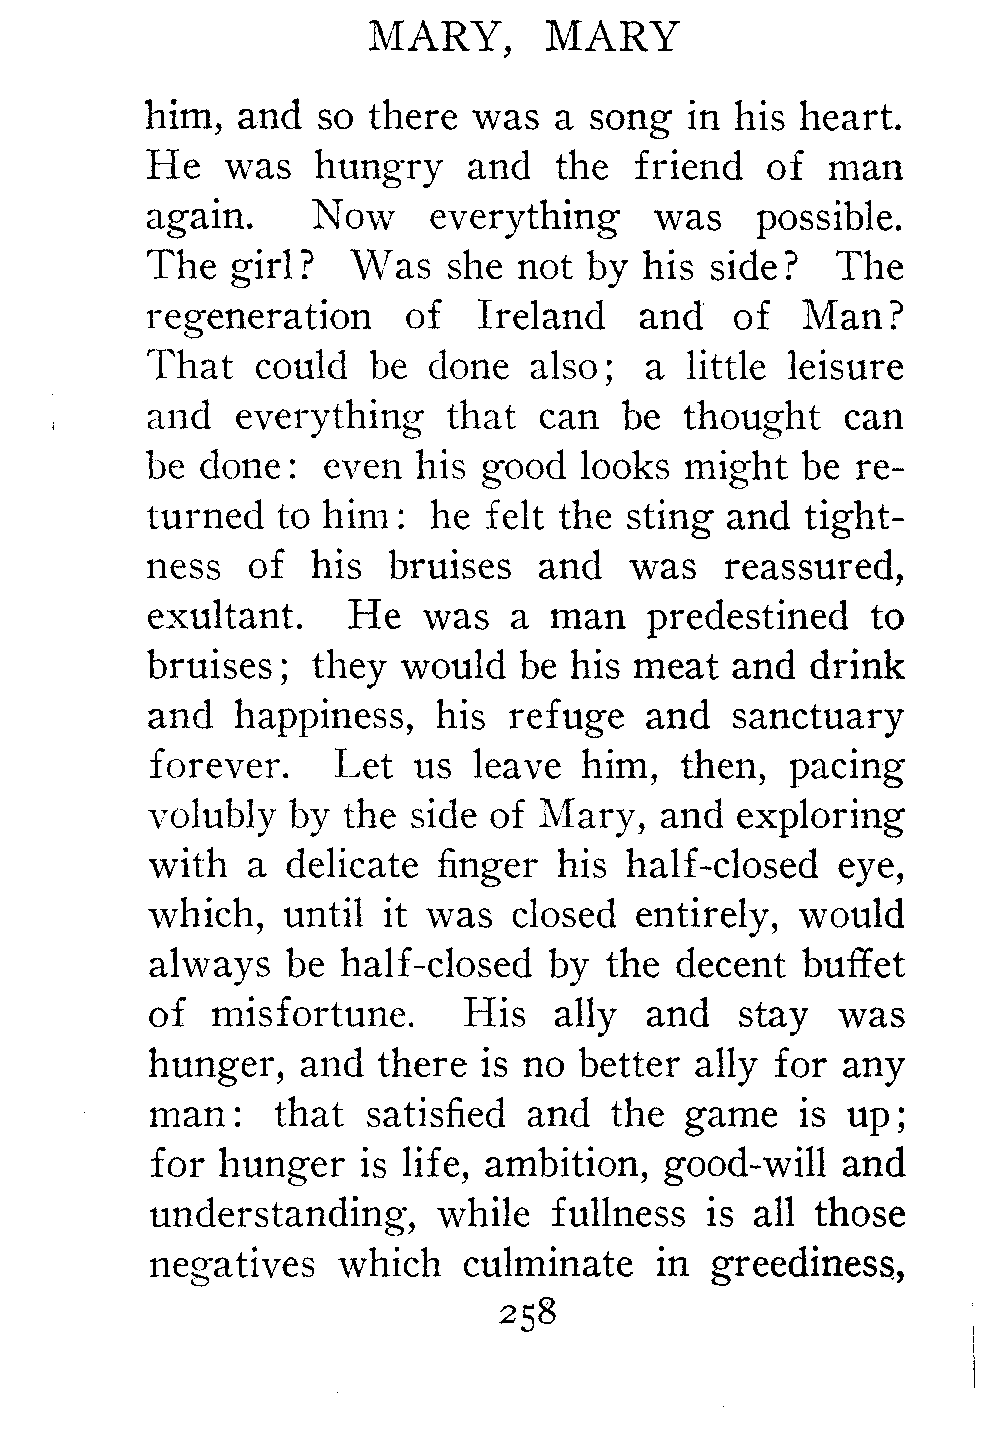 MARY, MARY
him, and so there was a song in his heart.
He was hungry and the friend of man
again. Now everything was possible.
The girl? Was she not by his side? The
regeneration of Ireland and of Man?
That could be done also; a little leisure
and everything that can be thought can
be done: even his good looks might be re-
turned to him: he felt the sting and tight-
ness of his bruises and was reassured,
exultant. He was a man predestined to
bruises; they would be his meat and drink
and happiness, his refuge and sanctuary
forever. Let us leave him, then, pacing
volubly by the side of Mary, and exploring
with a delicate finger his half-closed eye,
which, until it was closed entirely, would
always be half-closed by the decent buffet
of misfortune. His ally and stay was
hunger, and there is no better ally for any
man: that satisfied and the game is up;
for hunger is life, ambition, good-will and
understanding, while fullness is all those
negatives which culminate in greediness,
258